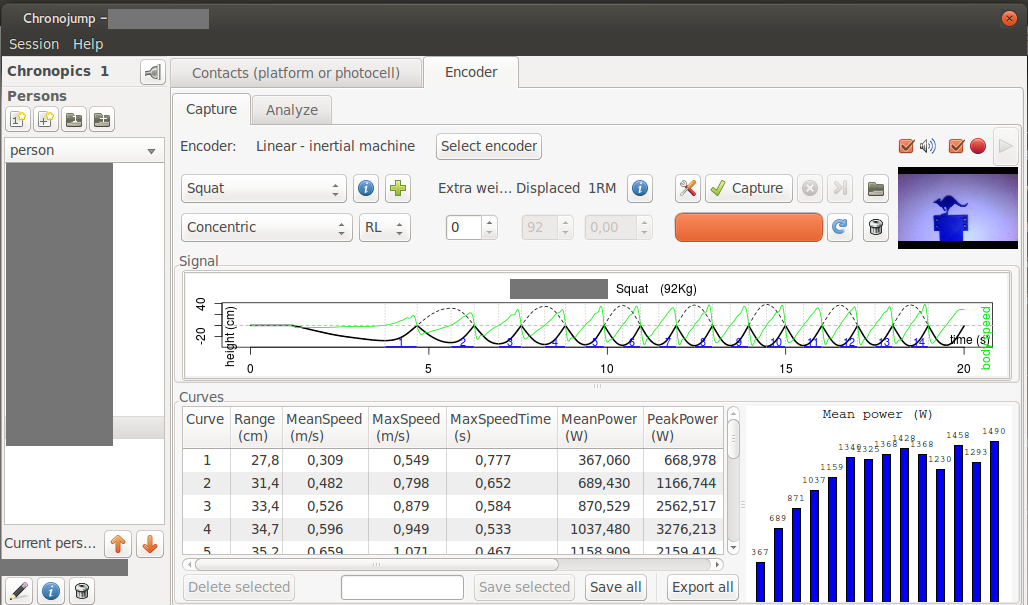 Chronojump –
Session Help
Chronopics 1
Persons
person
Current pers...
Contacts (platform or photocell)
Encoder
Capture
Analyze
Encoder: Linear - inertial machine Select encoder
Squat Extra wei... Displaced 1RM Capture
Concentric RL 0 92 0,00
Signal
Squat (92Kg)
height (cm)
-20 40
1 2 3 4 5 6 7 8 9 10 11 12 13 14
time (s)
body speed
0 5 10 15 20
Curves
Curve Range (cm) MeanSpeed (m/s) MaxSpeed (m/s) MaxSpeedTime (s) MeanPower (W) PeakPower (W)
1 27,8 0,309 0,549 0,777 367,060 668,978
2 31,4 0,482 0,798 0,652 689,430 1166,744
3 33,4 0,526 0,879 0,584 870,529 2562,517
4 34,7 0,596 0,949 0,533 1037,480 3276,213
5 35,2 0,659 1,071 0,467 1158,909 2159,414
Mean power (W)
367 689 871 1037 1159 1346 1325 1368 1428 1368 1230 1458 1293 1490
Delete selected Save selected Save all Export all